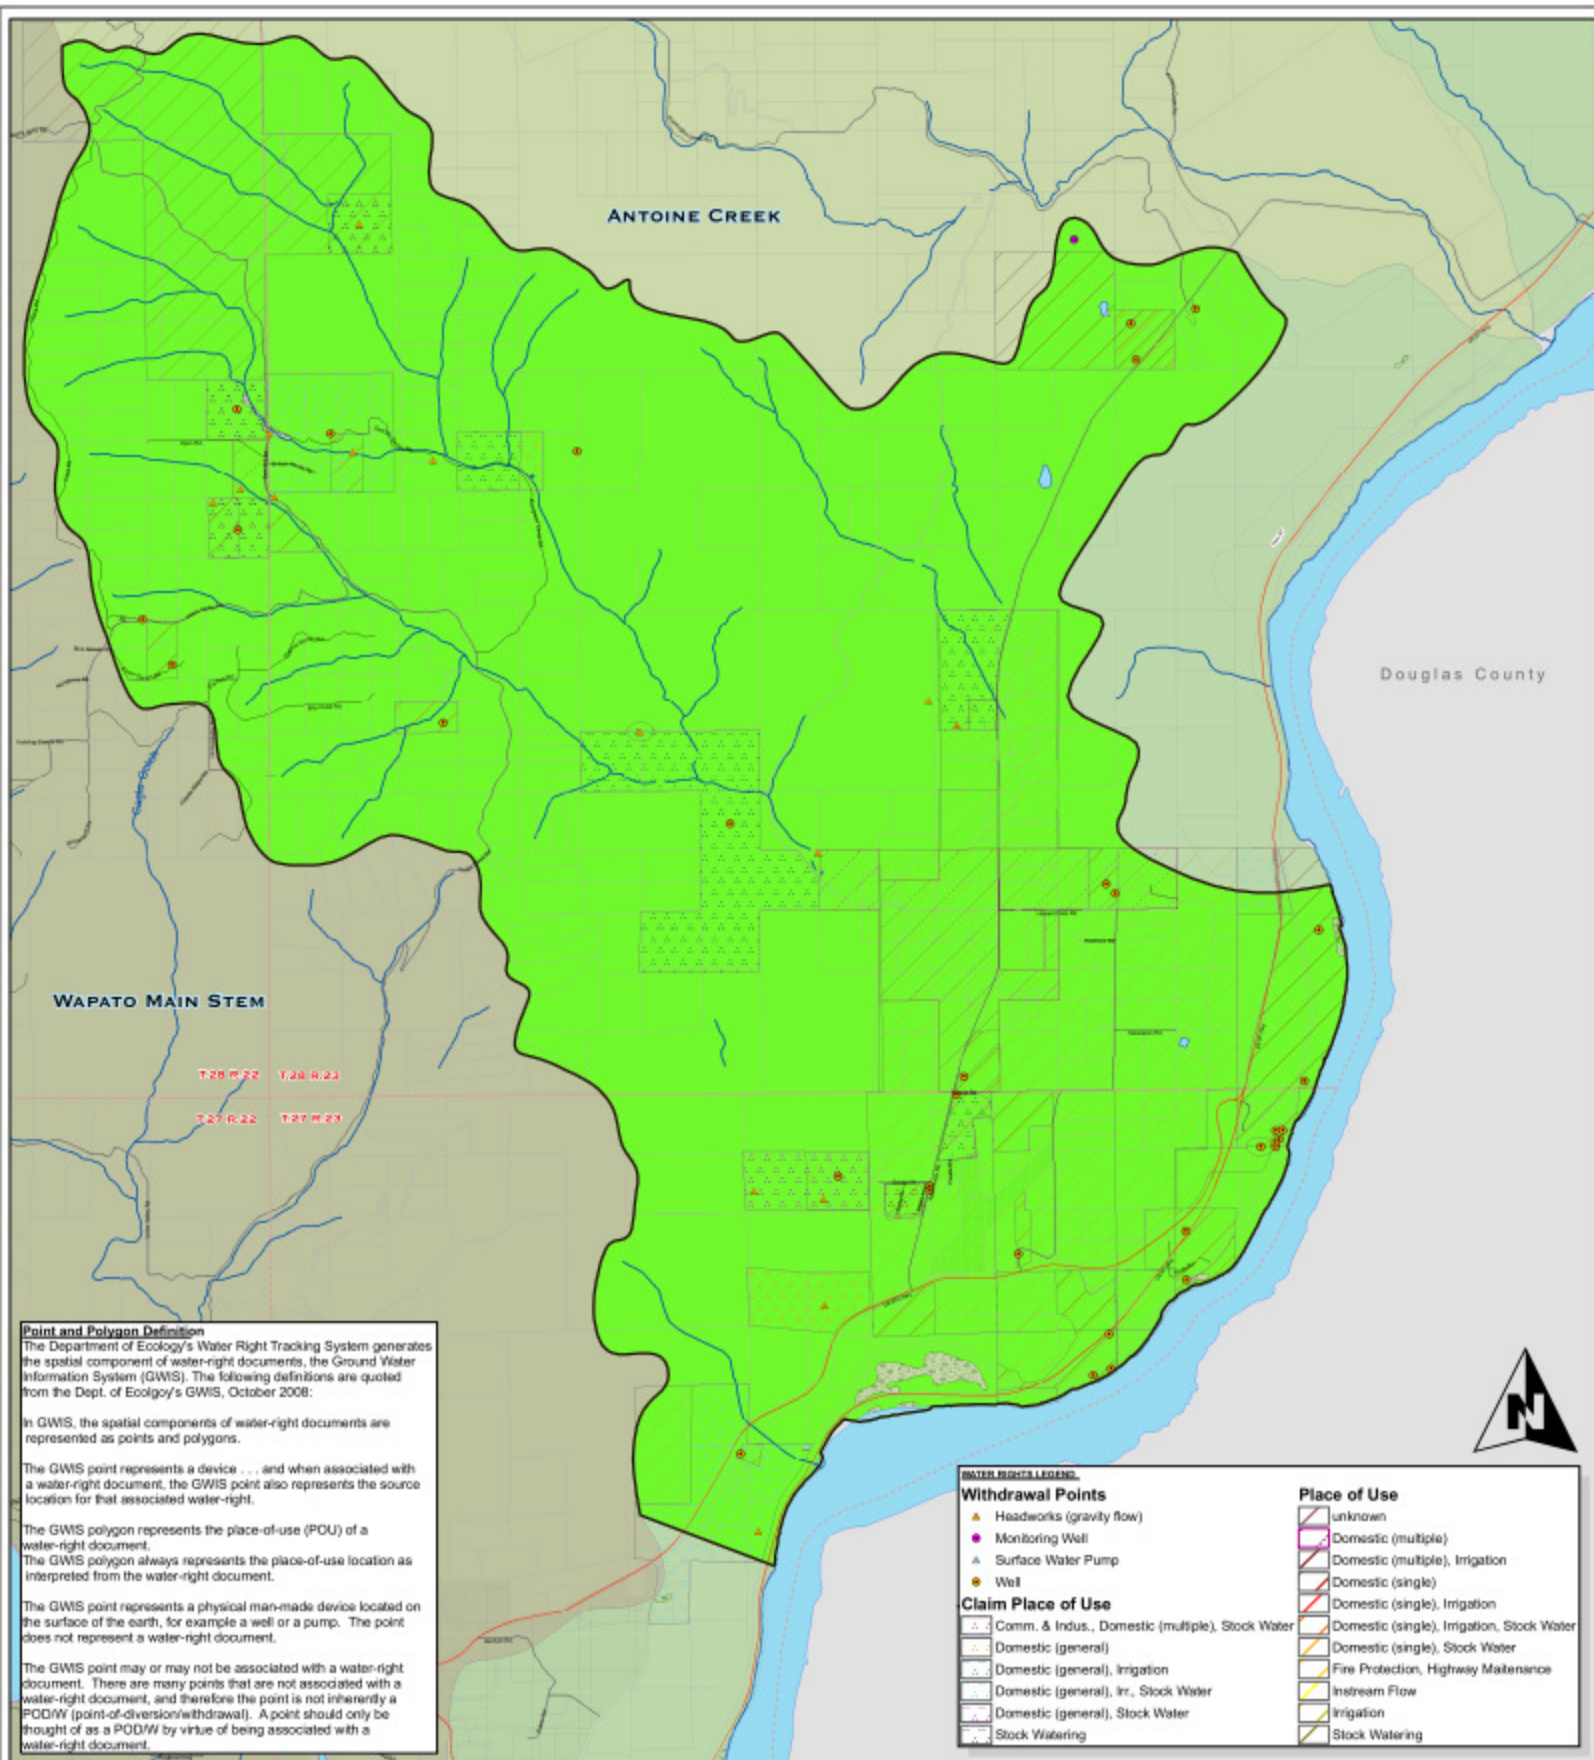 ANTOINE CREEK
Douglas County
Eagle Gulch
WAPATO MAIN STEM
T.28 R.22 T.28 R.23
T.27 R.22 T.27 R.23
Point and Polygon Definition
The Department of Ecology's Water Right Tracking System generates
the spatial component of water-right documents, the Ground Water
Information System (GWIS). The following definitions are quoted
from the Dept. of Ecolgoy's GWIS, October 2008:
In GWIS, the spatial components of water-right documents are
represented as points and polygons.
The GWIS point represents a device . . . and when associated with
a water-right document, the GWIS point also represents the source
location for that associated water-right.
The GWIS polygon represents the place-of-use (POU) of a
water-right document.
The GWIS polygon always represents the place-of-use location as
interpreted from the water-right document.
The GWIS point represents a physical man-made device located on
the surface of the earth, for example a well or a pump. The point
does not represent a water-right document.
The GWIS point may or may not be associated with a water-right
document. There are many points that are not associated with a
water-right document, and therefore the point is not inherently a
POD/W (point-of-diversion/withdrawal). A point should only be
thought of as a POD/W by virtue of being associated with a
water-right document.
N
WATER RIGHTS LEGEND
Withdrawal Points
Headworks (gravity flow)
Monitoring Well
Surface Water Pump
Well
Claim Place of Use
Comm. & Indus., Domestic (multiple), Stock Water
Domestic (general)
Domestic (general), Irrigation
Domestic (general), Irr., Stock Water
Domestic (general), Stock Water
Stock Watering
Place of Use
unknown
Domestic (multiple)
Domestic (multiple), Irrigation
Domestic (single)
Domestic (single), Irrigation
Domestic (single), Irrigation, Stock Water
Domestic (single), Stock Water
Fire Protection, Highway Maitenance
Instream Flow
Irrigation
Stock Watering